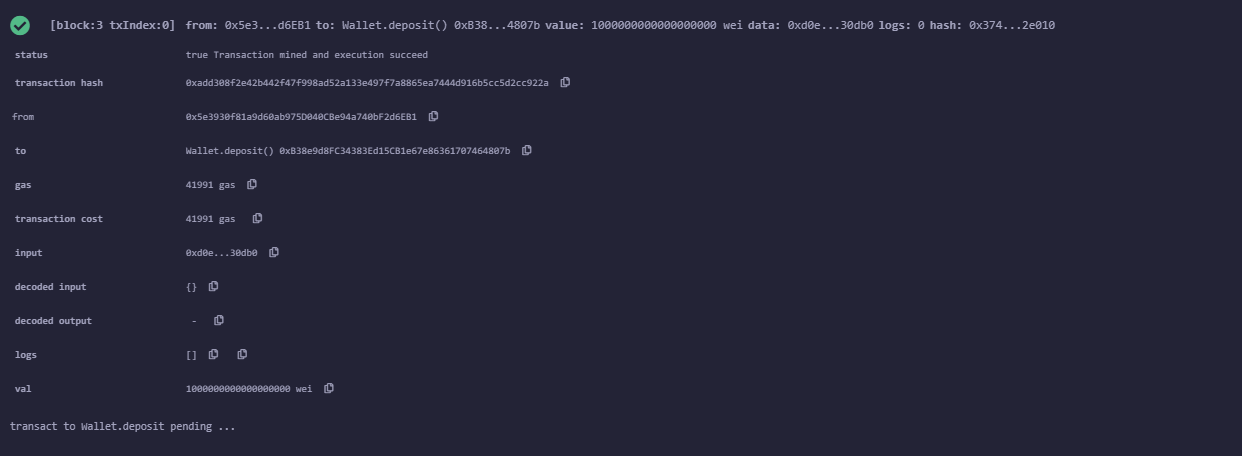 [block:3 txIndex:0] from: 0x5e3...d6EB1 to: Wallet.deposit() 0xB38...4807b value: 1000000000000000000 wei data: 0xd0e...30db0 logs: 0 hash: 0x374...2e010
status true Transaction mined and execution succeed
transaction hash 0xadd308f2e42b442f47f998ad52a133e497f7a8865ea7444d916b5cc5d2cc922a
from 0x5e3930f81a9d60ab975D040CBe94a740bF2d6EB1
to Wallet.deposit() 0xB38e9d8FC34383Ed15CB1e67e86361707464807b
gas 41991 gas
transaction cost 41991 gas
input 0xd0e...30db0
decoded input {}
decoded output -
logs []
val 1000000000000000000 wei
transact to Wallet.deposit pending ...